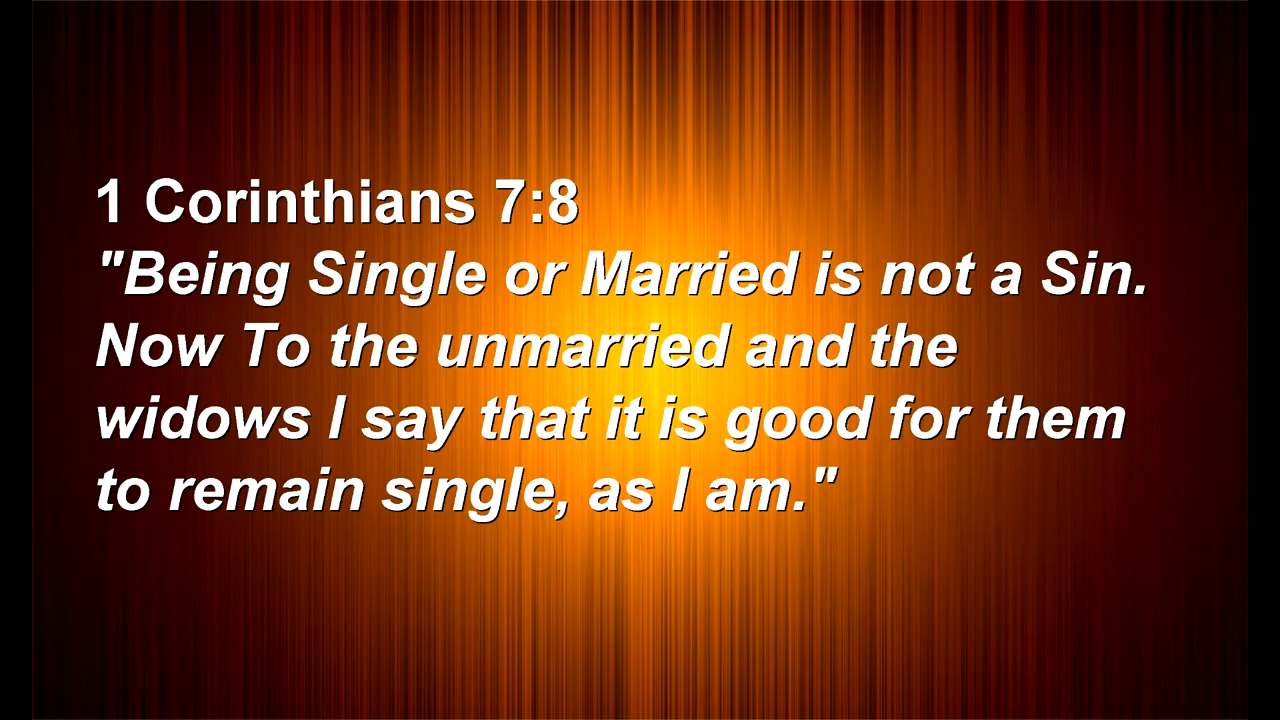 1 Corinthians 7:8
"Being Single or Married is not a Sin.
Now To the unmarried and the
widows I say that it is good for them
to remain single, as I am."